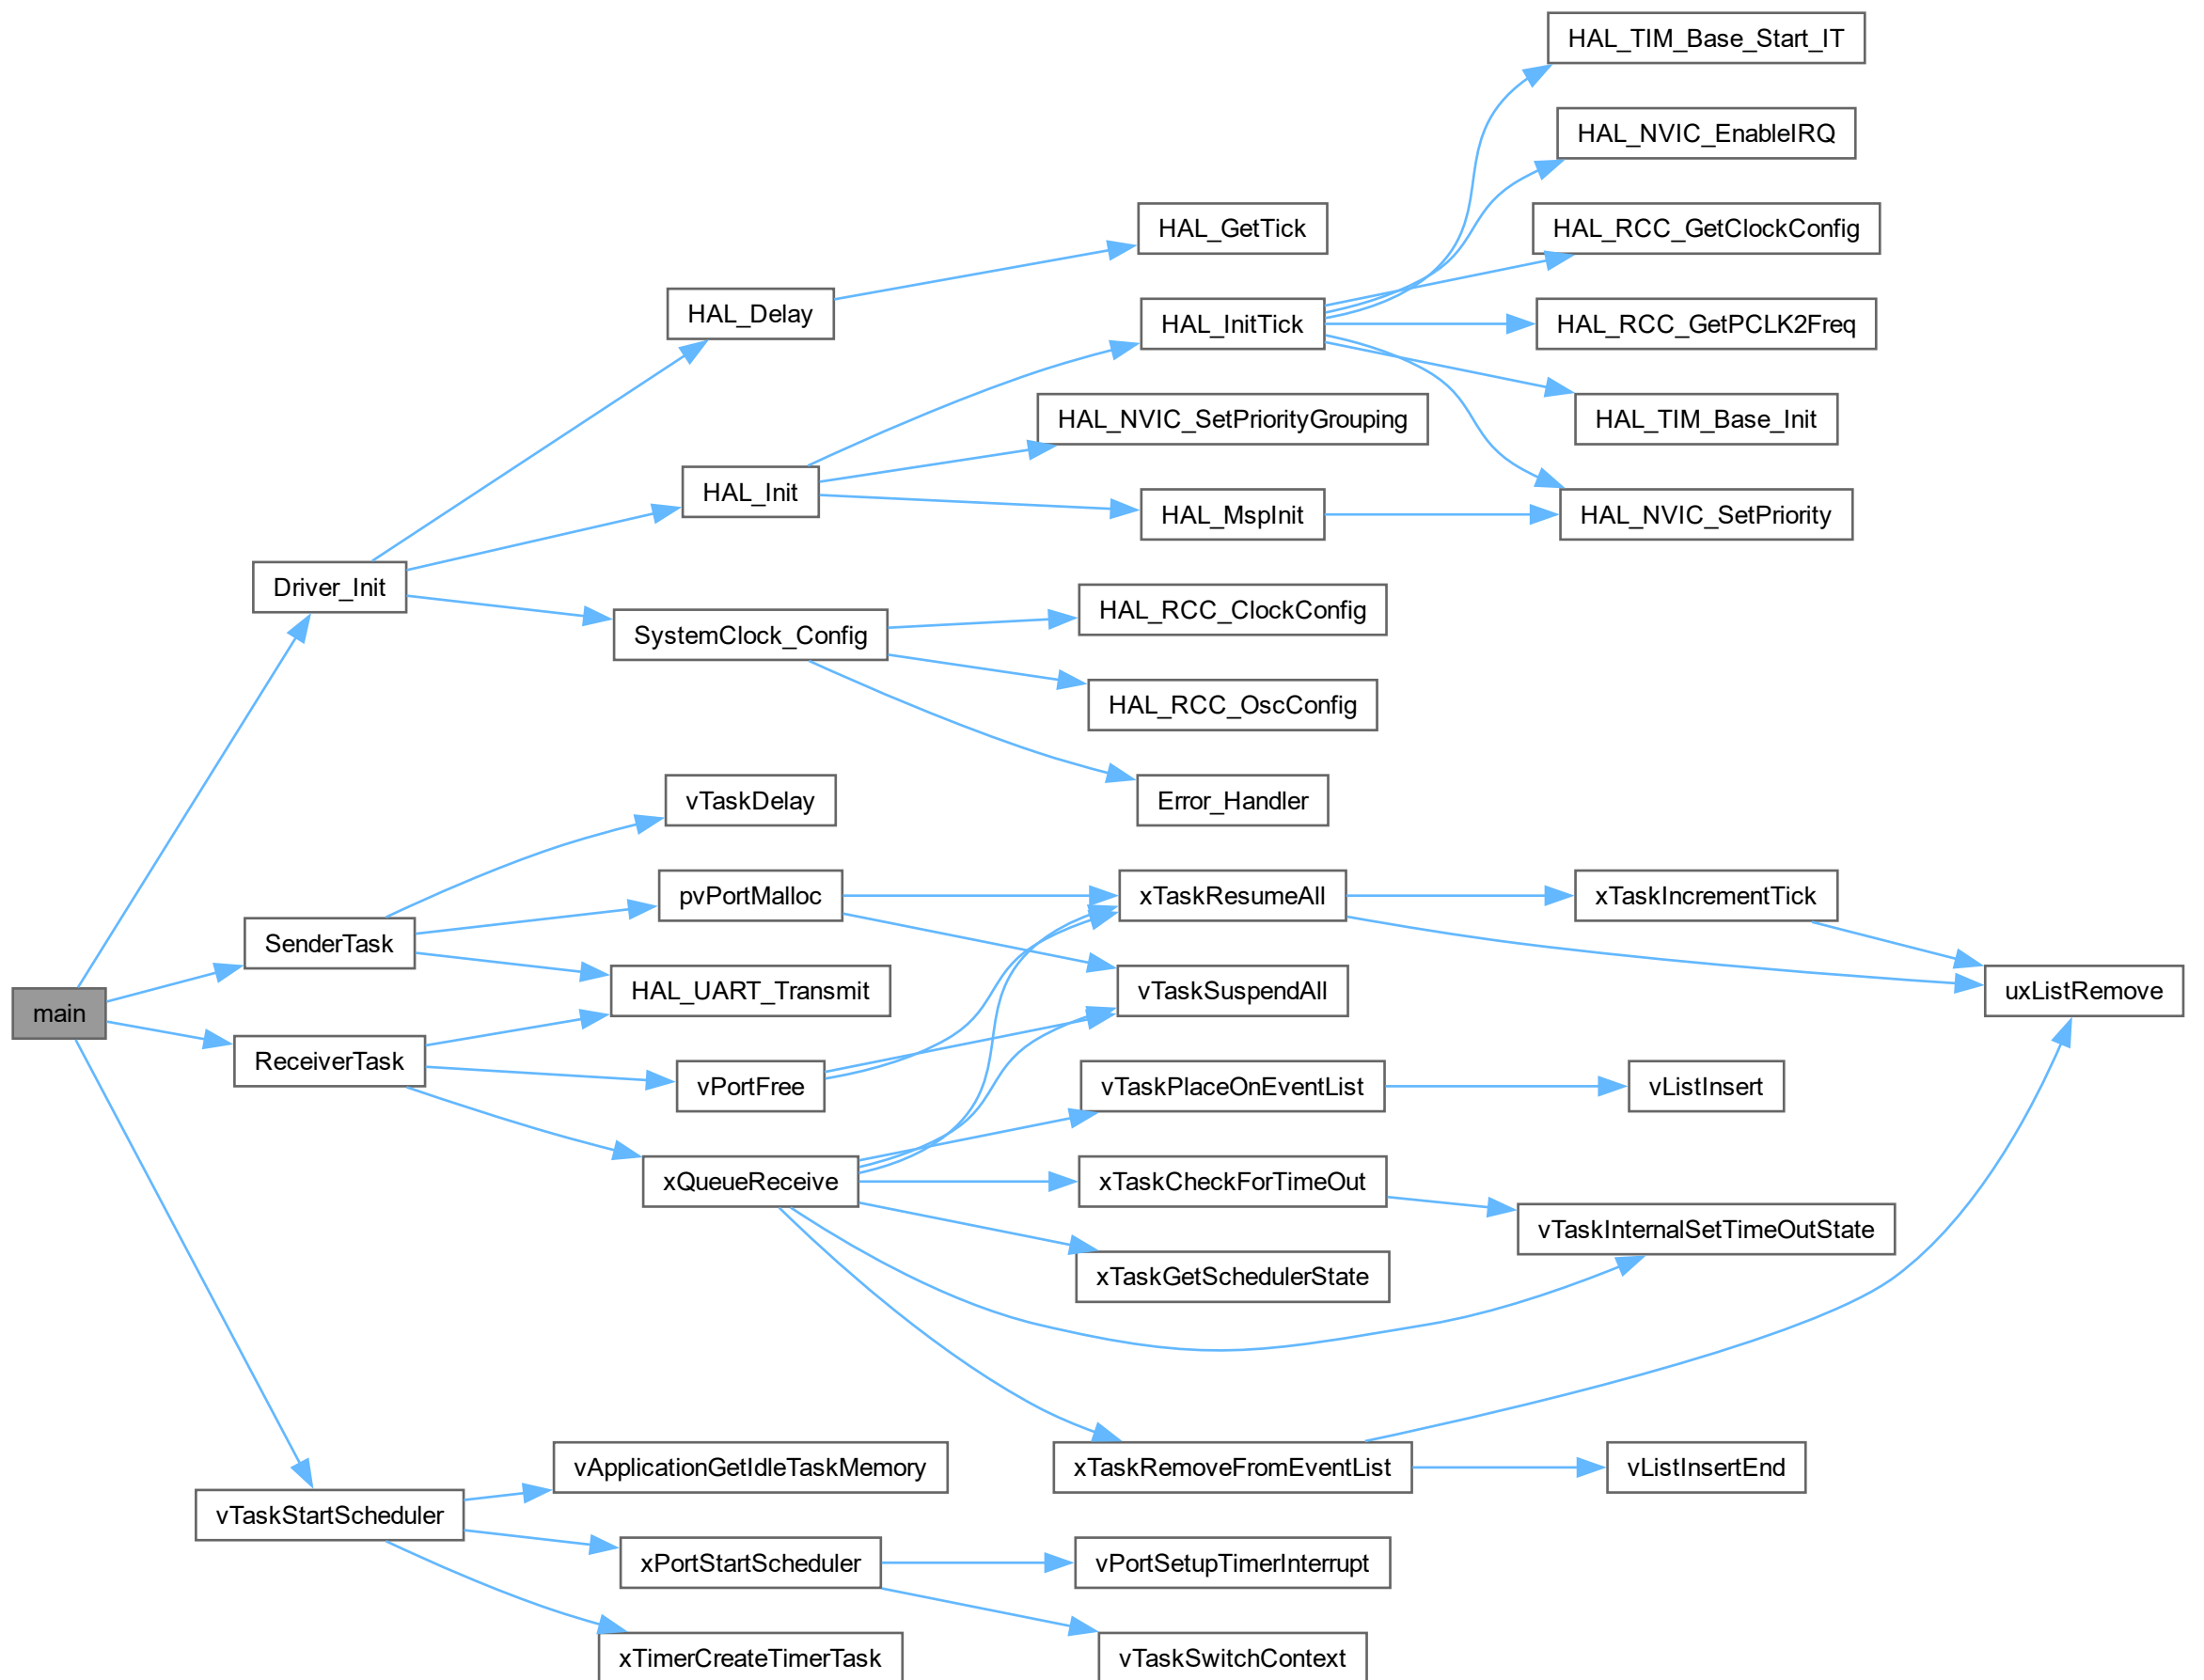 HAL_TIM_Base_Start_IT
HAL_NVIC_EnableIRQ
HAL_GetTick
HAL_RCC_GetClockConfig
HAL_Delay
HAL_InitTick
HAL_RCC_GetPCLK2Freq
HAL_NVIC_SetPriorityGrouping
HAL_TIM_Base_Init
HAL_Init
HAL_MspInit
HAL_NVIC_SetPriority
Driver_Init
HAL_RCC_ClockConfig
SystemClock_Config
HAL_RCC_OscConfig
vTaskDelay
Error_Handler
pvPortMalloc
xTaskResumeAll
xTaskIncrementTick
SenderTask
HAL_UART_Transmit
vTaskSuspendAll
uxListRemove
main
ReceiverTask
vPortFree
vTaskPlaceOnEventList
vListInsert
xQueueReceive
xTaskCheckForTimeOut
vTaskInternalSetTimeOutState
xTaskGetSchedulerState
vApplicationGetIdleTaskMemory
xTaskRemoveFromEventList
vListInsertEnd
vTaskStartScheduler
xPortStartScheduler
vPortSetupTimerInterrupt
xTimerCreateTimerTask
vTaskSwitchContext